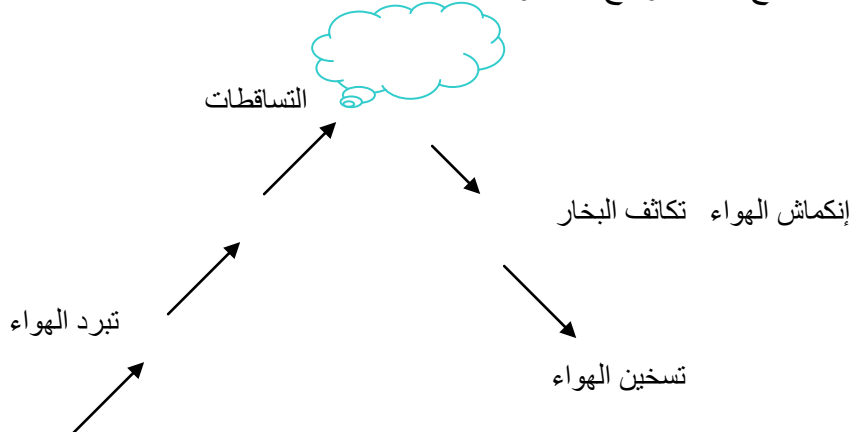 التساقطات
إنكماش الهواء تكاثف البخار
تبرد الهواء
تسخين الهواء